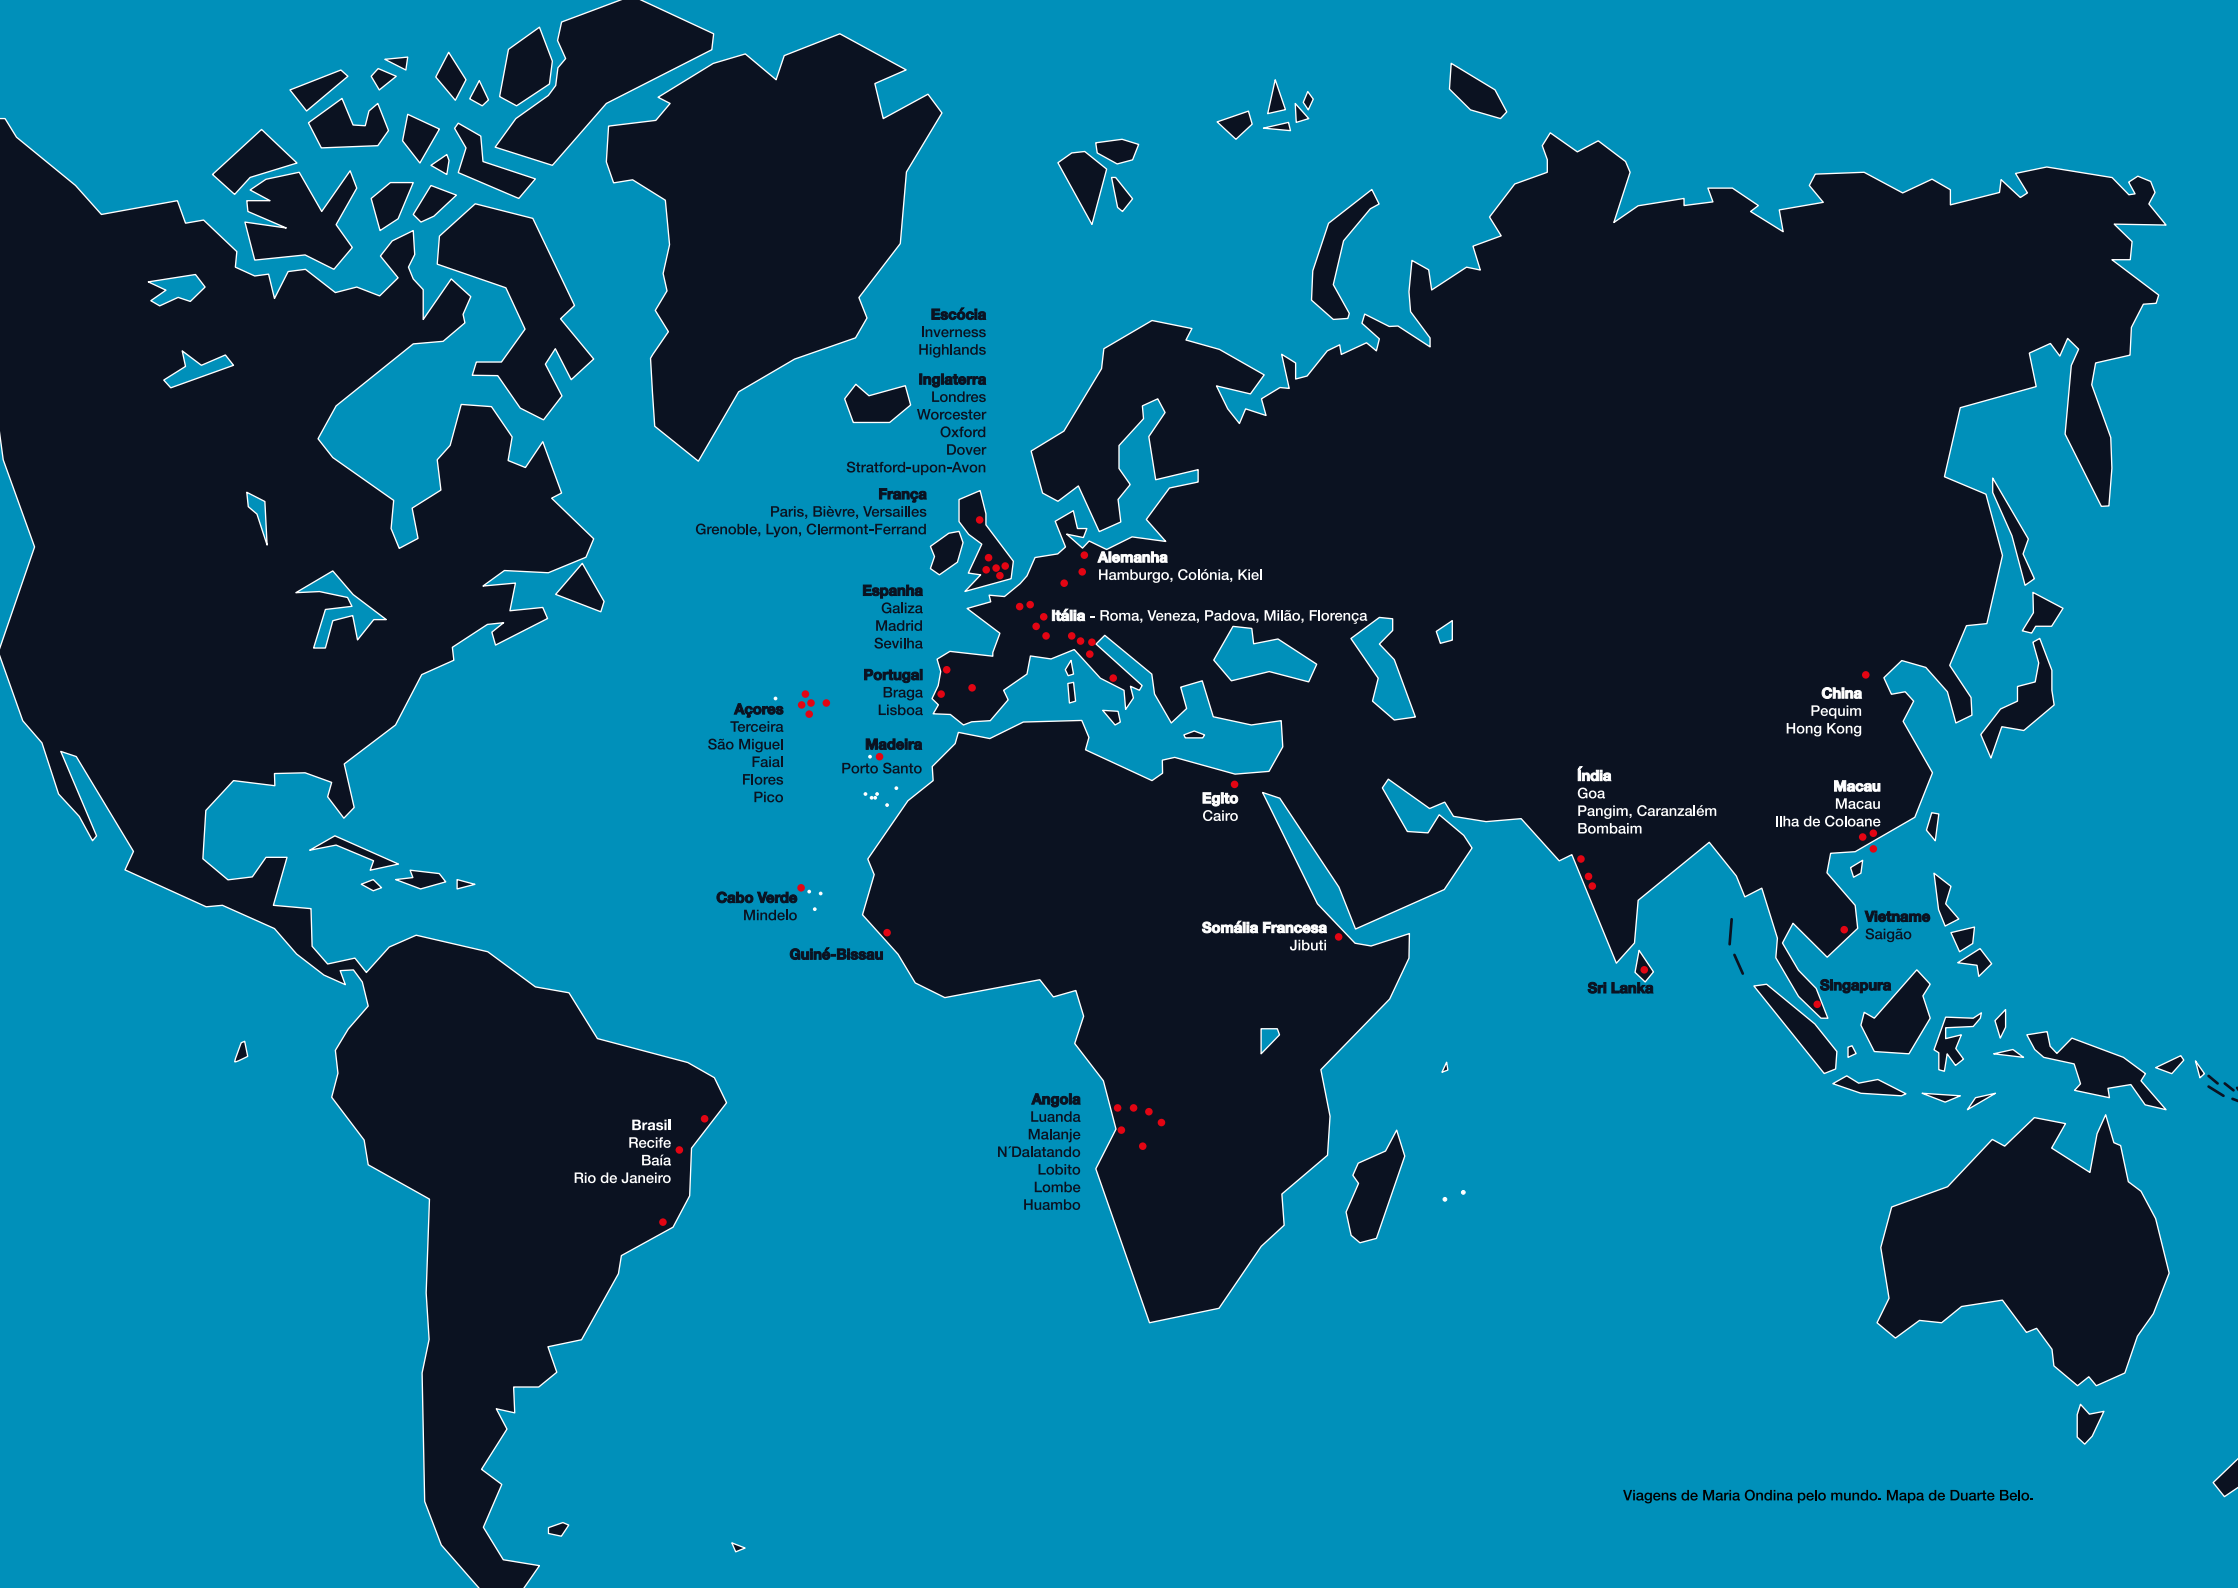 Escócia
Inverness
Highlands
Inglaterra
Londres
Worcester
Oxford
Dover
Stratford-upon-Avon
França
Paris, Bièvre, Versailles
Grenoble, Lyon, Clermont-Ferrand
Alemanha
Hamburgo, Colónia, Kiel
Itália - Roma, Veneza, Padova, Milão, Florença
Espanha
Galiza
Madrid
Sevilha
Portugal
Braga
Lisboa
Açores
Terceira
São Miguel
Faial
Flores
Pico
Madeira
Porto Santo
Egito
Cairo
Índia
Goa
Pangim, Caranzalém
Bombaim
China
Pequim
Hong Kong
Macau
Macau
Ilha de Coloane
Cabo Verde
Mindelo
Guiné-Bissau
Somália Francesa
Jibuti
Vietname
Saigão
Sri Lanka
Singapura
Angola
Luanda
Malanje
N´Dalatando
Lobito
Lombe
Huambo
Brasil
Recife
Baía
Rio de Janeiro
Viagens de Maria Ondina pelo mundo. Mapa de Duarte Belo.